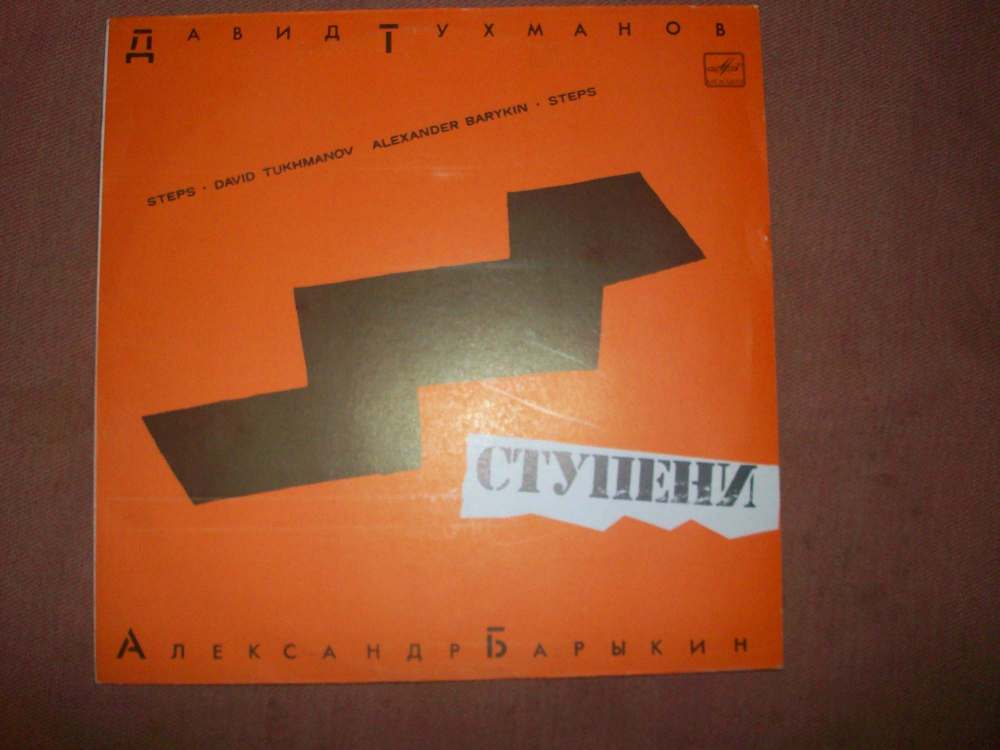 Давид Тухманов
STEPS · DAVID TUKHMANOV ALEXANDER BARYKIN · STEPS
СТУПЕНИ
Александр Барыкин